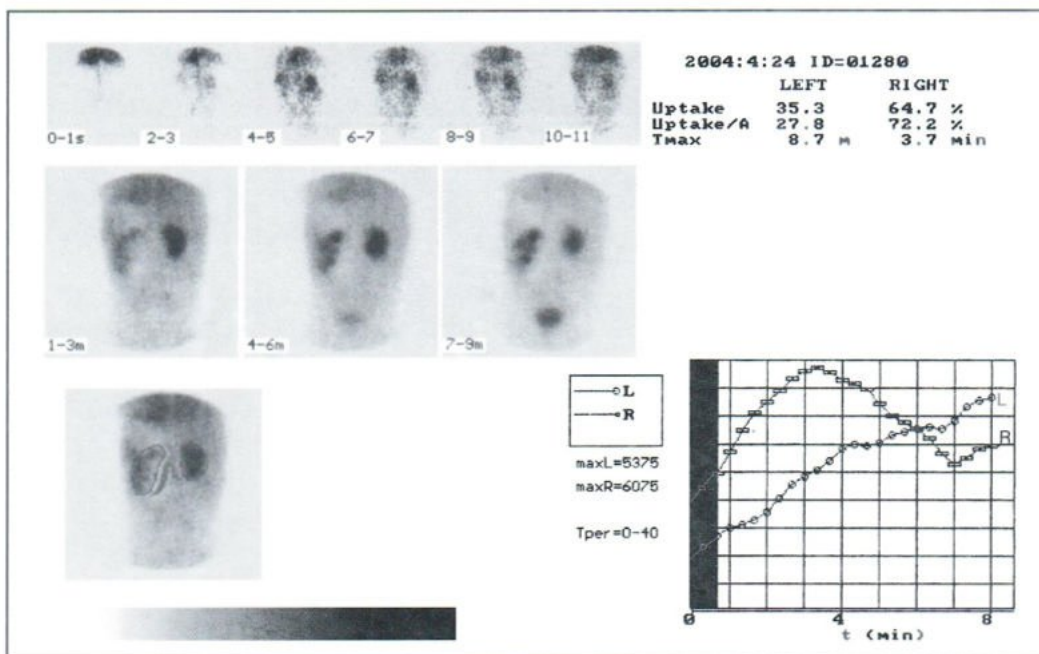 2004:4:24 ID=01280
LEFT RIGHT
Uptake 35.3 64.7 %
Uptake/A 27.8 72.2 %
Tmax 8.7 m 3.7 min
0-1s 2-3 4-5 6-7 8-9 10-11
1-3m 4-6m 7-9m
L
R
maxL=5375
maxR=6075
Tper=0-40
L
R
0 4 8
t (min)